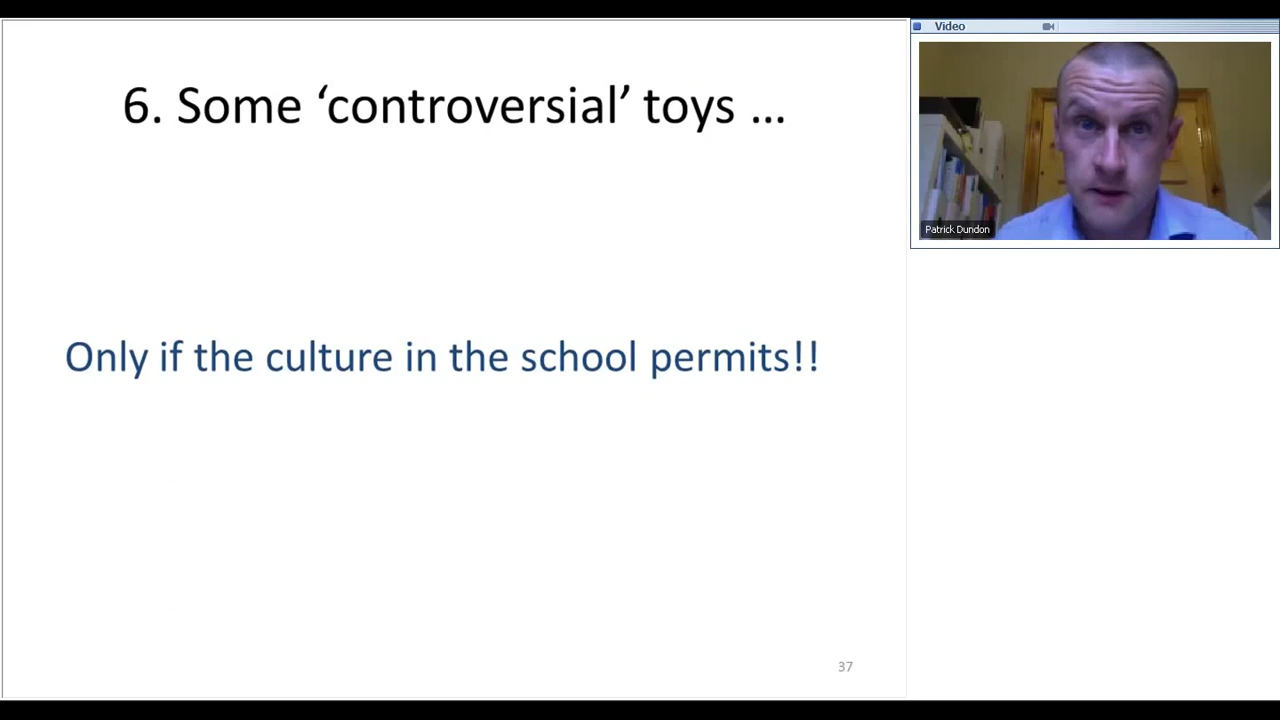 6. Some ‘controversial’ toys ...
Only if the culture in the school permits!!
37
Video
Patrick Dundon